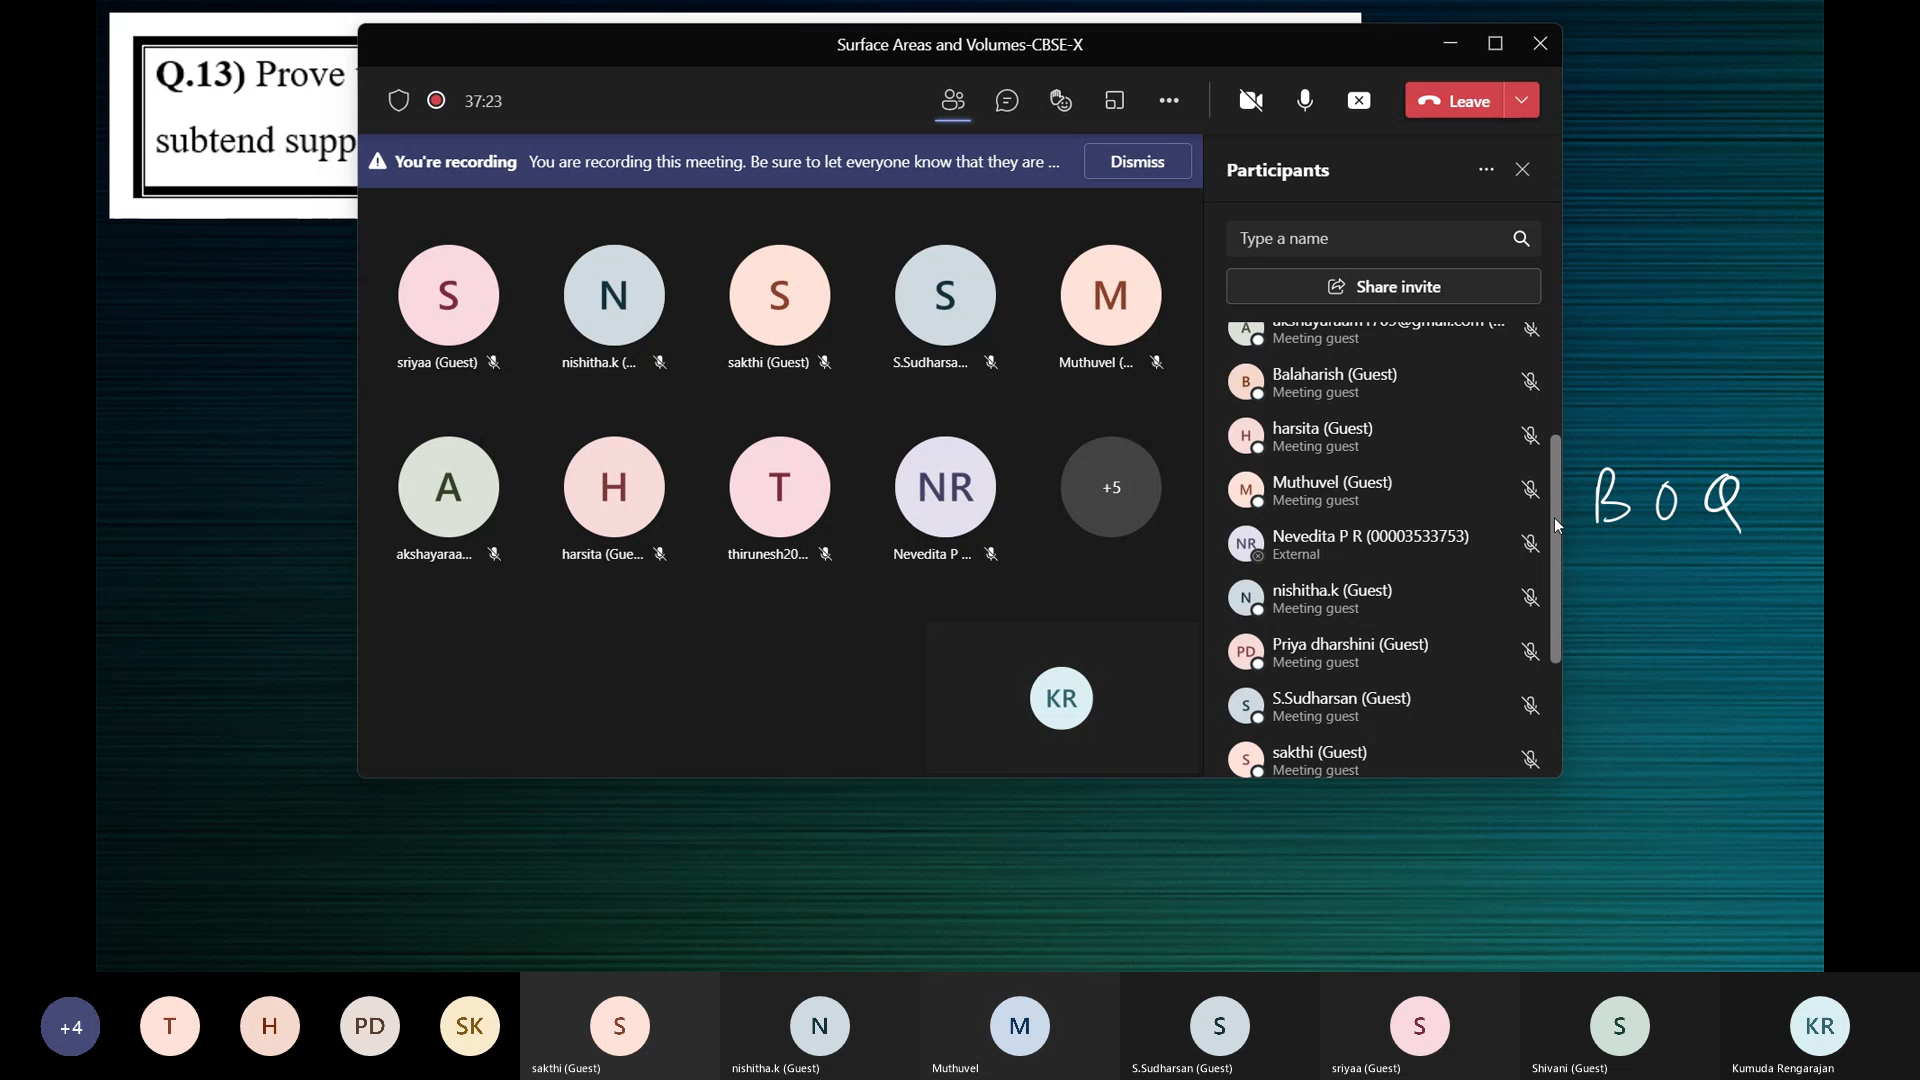 Q.13) Prove
subtend supp
Surface Areas and Volumes-CBSE-X
37:23
Leave
You're recording You are recording this meeting. Be sure to let everyone know that they are ...
Dismiss
S
N
S
S
M
sriyaa (Guest)
nishitha.k (...
sakthi (Guest)
S.Sudharsa...
Muthuvel (...
A
H
T
NR
+5
akshayaraa...
harsita (Gue...
thirunesh20...
Nevedita P ...
KR
Participants
Type a name
Share invite
A
Meeting guest
B
Balaharish (Guest)
Meeting guest
H
harsita (Guest)
Meeting guest
M
Muthuvel (Guest)
Meeting guest
NR
Nevedita P R (00003533753)
External
N
nishitha.k (Guest)
Meeting guest
PD
Priya dharshini (Guest)
Meeting guest
S
S.Sudharsan (Guest)
Meeting guest
S
sakthi (Guest)
Meeting guest
B O Q
+4
T
H
PD
SK
S
N
M
S
S
S
KR
sakthi (Guest)
nishitha.k (Guest)
Muthuvel
S.Sudharsan (Guest)
sriyaa (Guest)
Shivani (Guest)
Kumuda Rengarajan